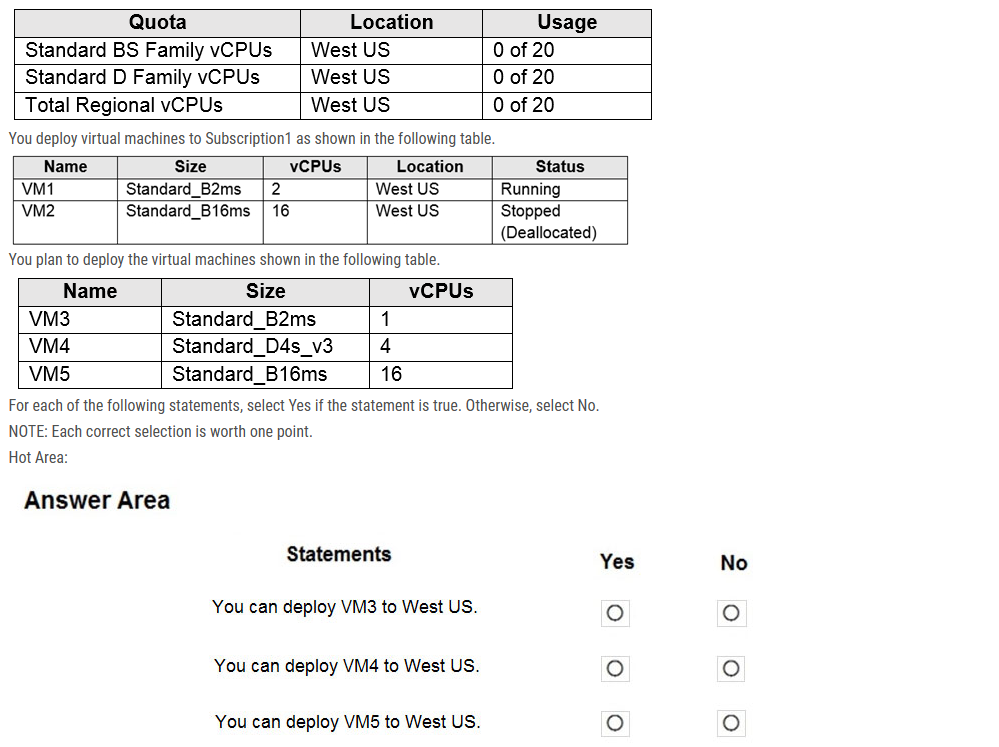 Quota Location Usage
Standard BS Family vCPUs West US 0 of 20
Standard D Family vCPUs West US 0 of 20
Total Regional vCPUs West US 0 of 20
You deploy virtual machines to Subscription1 as shown in the following table.
Name Size vCPUs Location Status
VM1 Standard_B2ms 2 West US Running
VM2 Standard_B16ms 16 West US Stopped
(Deallocated)
You plan to deploy the virtual machines shown in the following table.
Name Size vCPUs
VM3 Standard_B2ms 1
VM4 Standard_D4s_v3 4
VM5 Standard_B16ms 16
For each of the following statements, select Yes if the statement is true. Otherwise, select No.
NOTE: Each correct selection is worth one point.
Hot Area:
Answer Area
Statements Yes No
You can deploy VM3 to West US.
You can deploy VM4 to West US.
You can deploy VM5 to West US.